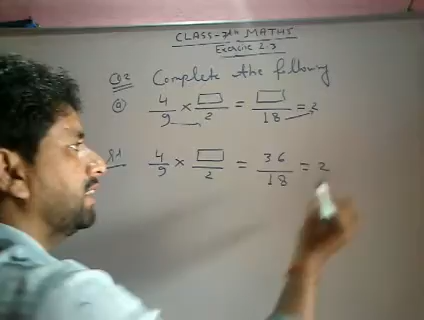 CLASS-7th MATHS
Exercise 2.3
Q2 Complete the following
(a) 4/9 × □/2 = □/18 = 2
Sol 4/9 × □/2 = 36/18 = 2